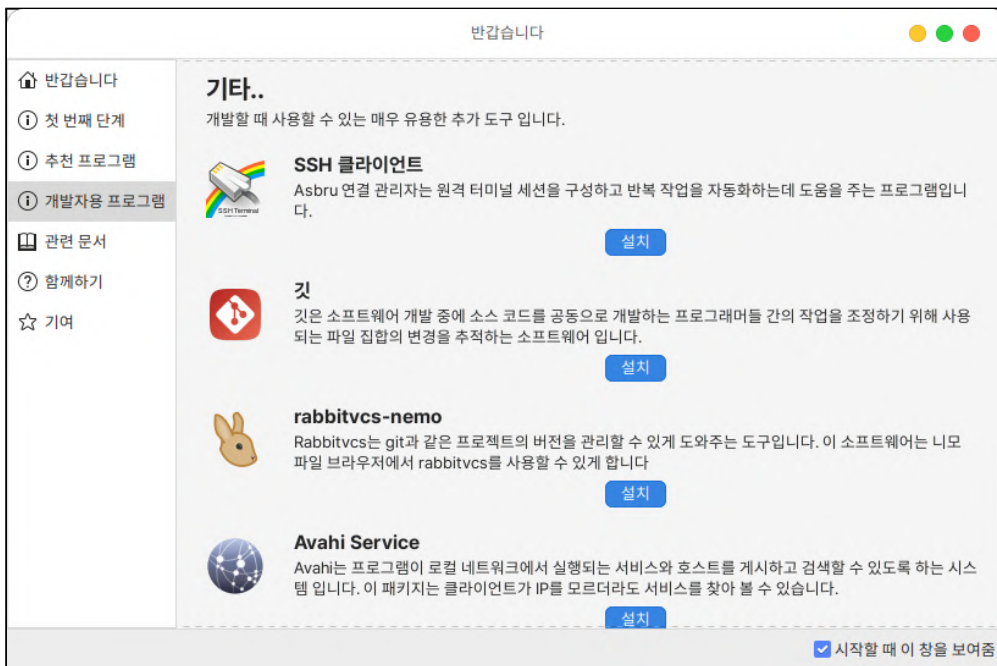 반갑습니다
반갑습니다
첫 번째 단계
추천 프로그램
개발자용 프로그램
관련 문서
함께하기
기여
기타..
개발할 때 사용할 수 있는 매우 유용한 추가 도구 입니다.
SSH Terminal
SSH 클라이언트
Asbru 연결 관리자는 원격 터미널 세션을 구성하고 반복 작업을 자동화하는데 도움을 주는 프로그램입니
다.
설치
깃
깃은 소프트웨어 개발 중에 소스 코드를 공동으로 개발하는 프로그래머들 간의 작업을 조정하기 위해 사용
되는 파일 집합의 변경을 추적하는 소프트웨어 입니다.
설치
rabbitvcs-nemo
Rabbitvcs는 git과 같은 프로젝트의 버전을 관리할 수 있게 도와주는 도구입니다. 이 소프트웨어는 니모
파일 브라우저에서 rabbitvcs를 사용할 수 있게 합니다
설치
Avahi Service
Avahi는 프로그램이 로컬 네트워크에서 실행되는 서비스와 호스트를 게시하고 검색할 수 있도록 하는 시스
템 입니다. 이 패키지는 클라이언트가 IP를 모르더라도 서비스를 찾아 볼 수 있습니다.
설치
시작할 때 이 창을 보여줌